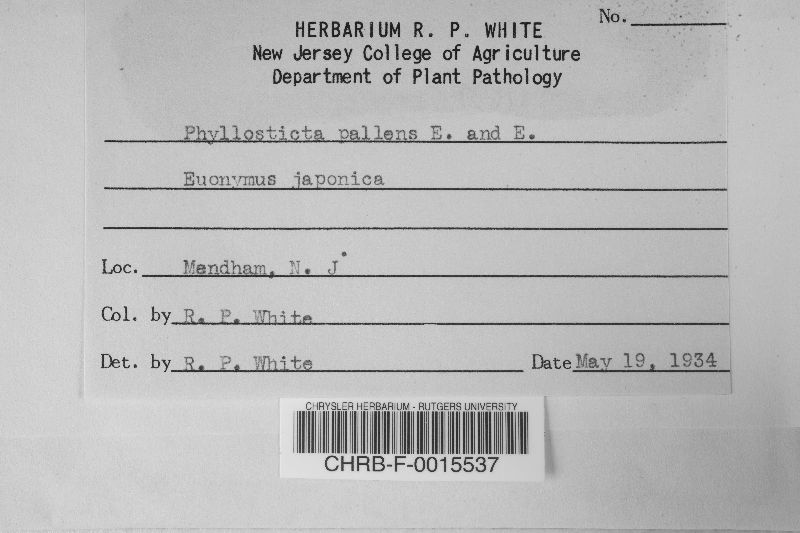 No.
HERBARIUM R. P. WHITE
New Jersey College of Agriculture
Department of Plant Pathology
Phyllosticta pallens E. and E.
Euonymus japonica
Loc. Mendham, N. J.
Col. by R. P. White
Det. by R. P. White Date May 19, 1934
CHRYSLER HERBARIUM - RUTGERS UNIVERSITY
CHRB-F-0015537